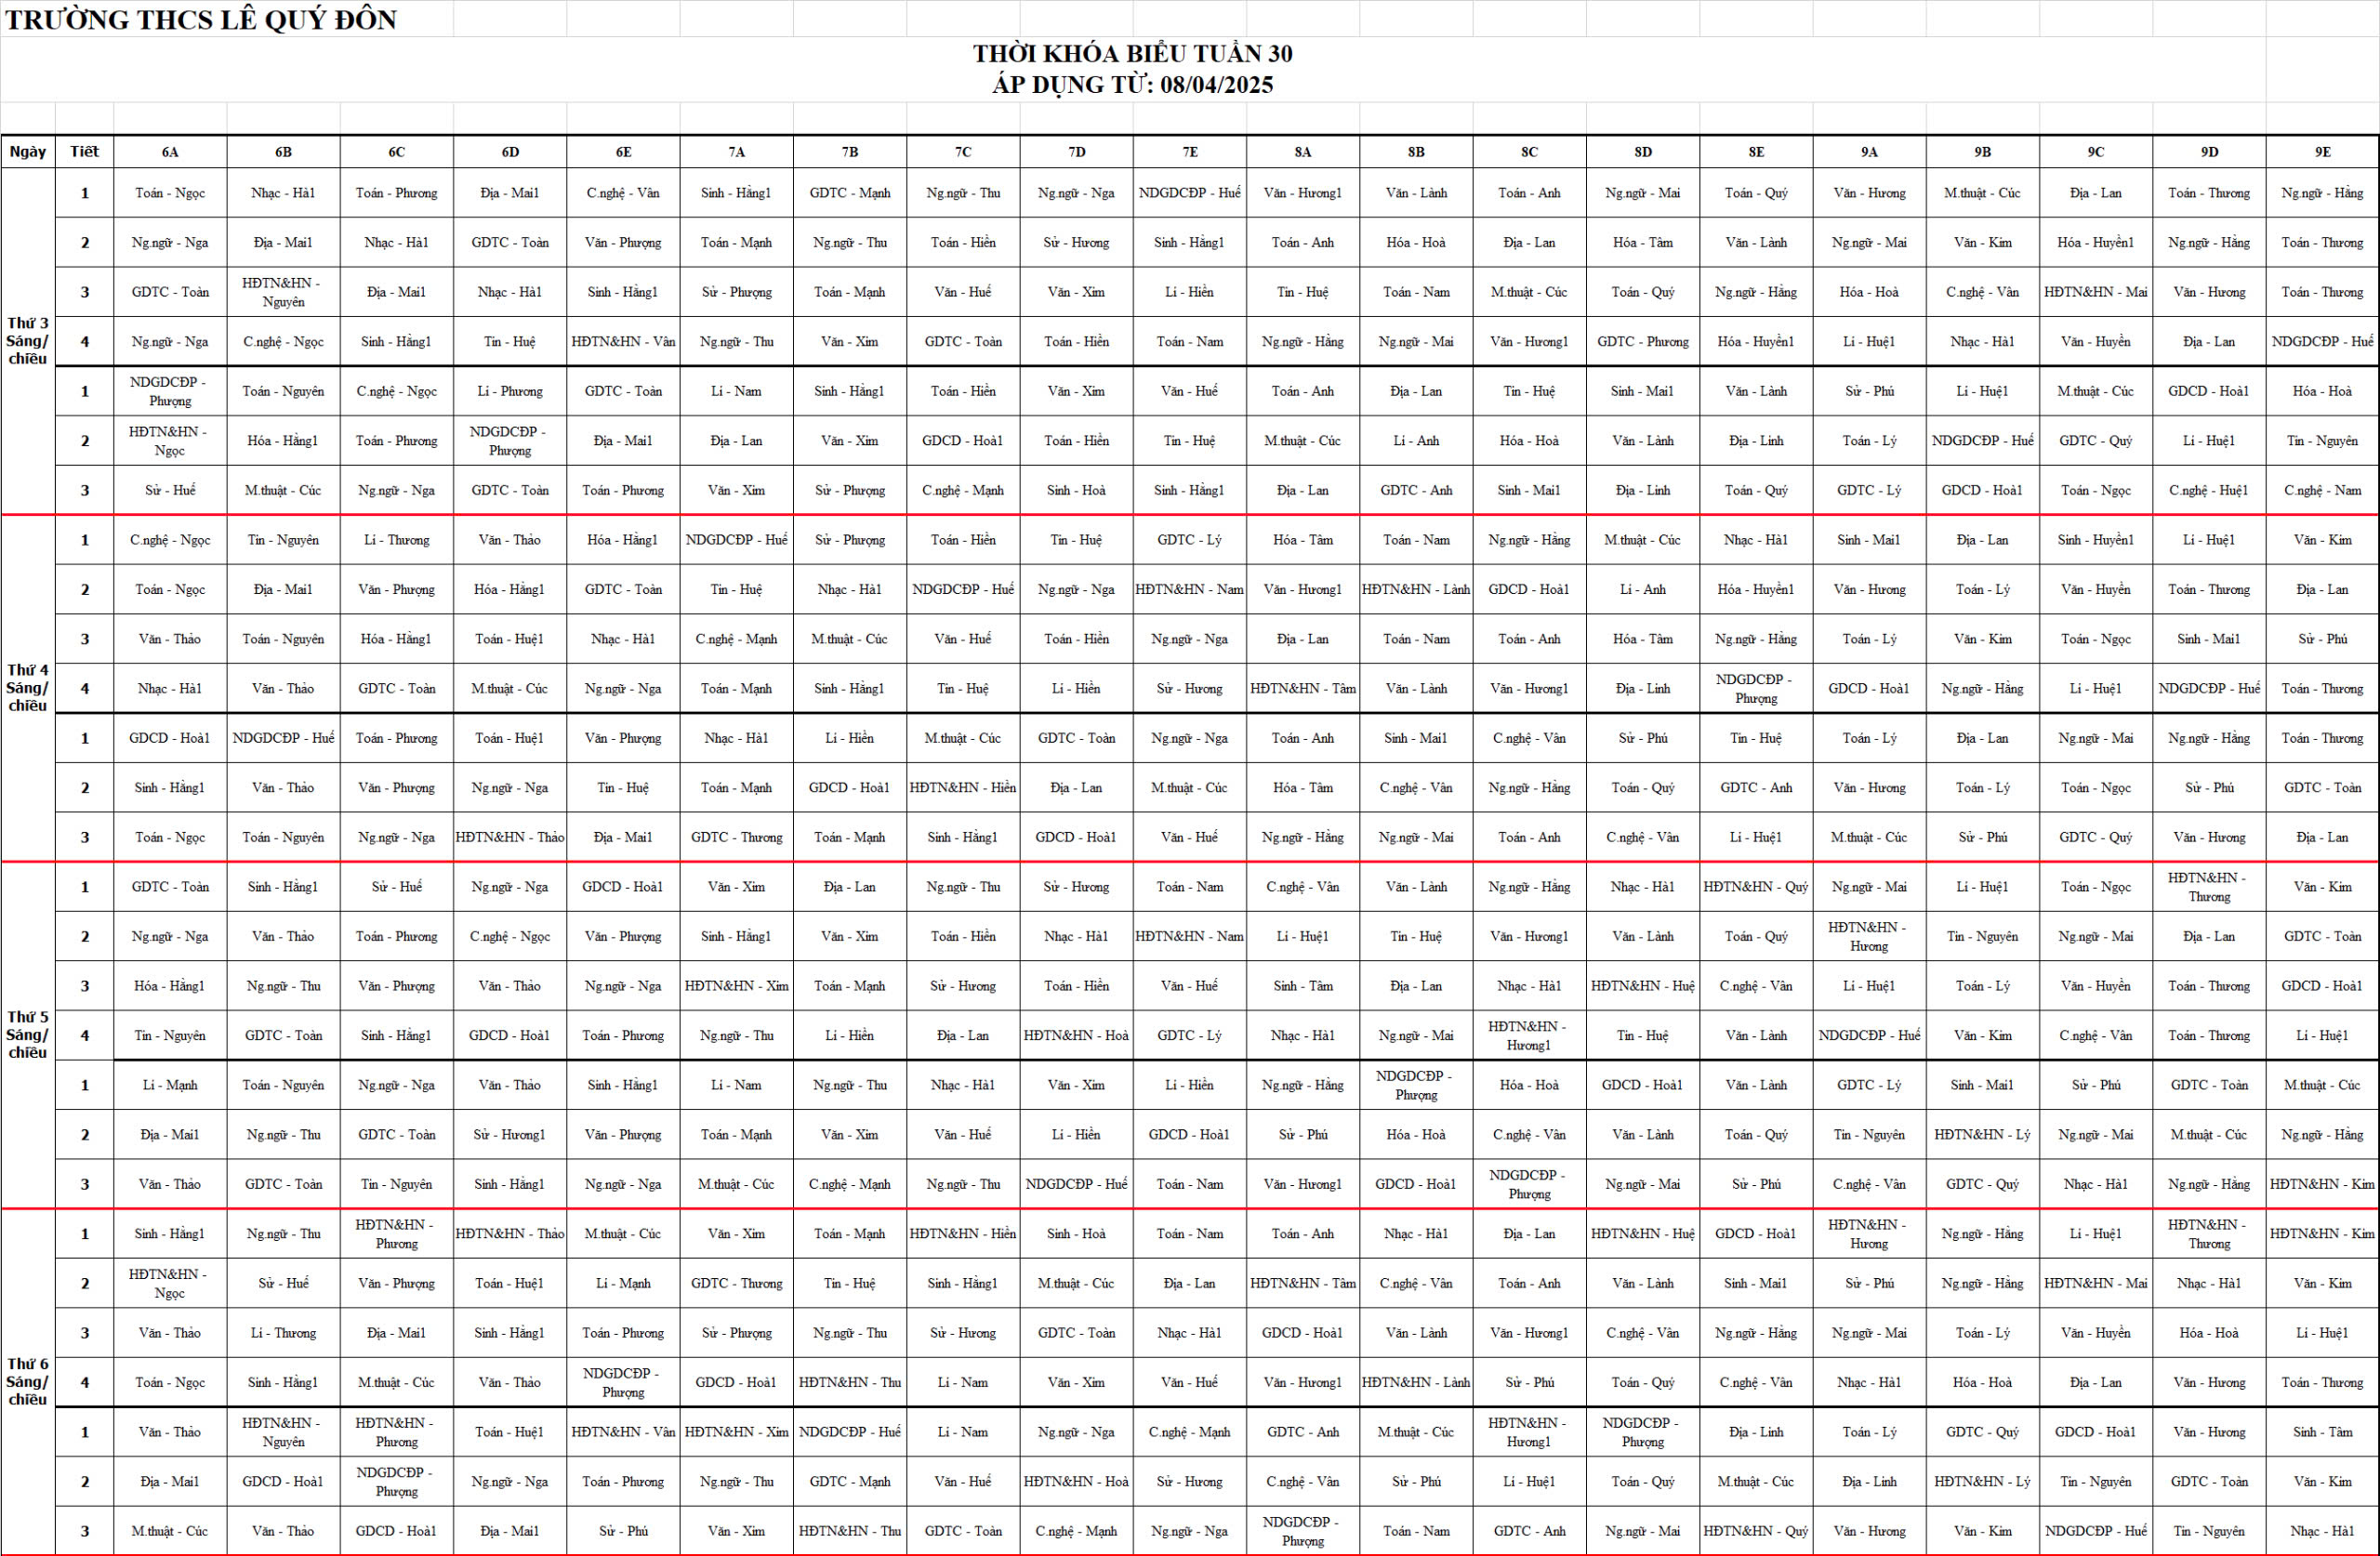 TRƯỜNG THCS LÊ QUÝ ĐÔN
THỜI KHÓA BIỂU TUẦN 30
ÁP DỤNG TỪ: 08/04/2025
Ngày Tiết 6A 6B 6C 6D 6E 7A 7B 7C 7D 7E 8A 8B 8C 8D 8E 9A 9B 9C 9D 9E
Thứ 3 Sáng/ chiều
1 Toán - Ngọc Nhạc - Hà1 Toán - Phương Địa - Mai1 C.nghệ - Vân Sinh - Hằng1 GDTC - Mạnh Ng.ngữ - Thu Ng.ngữ - Nga NDGDCĐP - Huế Văn - Hương1 Văn - Lành Toán - Anh Ng.ngữ - Mai Toán - Quý Văn - Hương M.thuật - Cúc Địa - Lan Toán - Thương Ng.ngữ - Hằng
2 Ng.ngữ - Nga Địa - Mai1 Nhạc - Hà1 GDTC - Toàn Văn - Phượng Toán - Mạnh Ng.ngữ - Thu Toán - Hiền Sử - Hương Sinh - Hằng1 Toán - Anh Hóa - Hoà Địa - Lan Hóa - Tâm Văn - Lành Ng.ngữ - Mai Văn - Kim Hóa - Huyền1 Ng.ngữ - Hằng Toán - Thương
3 GDTC - Toàn HĐTN&HN - Nguyên Địa - Mai1 Nhạc - Hà1 Sinh - Hằng1 Sử - Phượng Toán - Mạnh Văn - Huế Văn - Xim Lí - Hiền Tin - Huệ Toán - Nam M.thuật - Cúc Toán - Quý Ng.ngữ - Hằng Hóa - Hoà C.nghệ - Vân HĐTN&HN - Mai Văn - Hương Toán - Thương
4 Ng.ngữ - Nga C.nghệ - Ngọc Sinh - Hằng1 Tin - Huệ HĐTN&HN - Vân Ng.ngữ - Thu Văn - Xim GDTC - Toàn Toán - Hiền Toán - Nam Ng.ngữ - Hằng Ng.ngữ - Mai Văn - Hương1 GDTC - Phương Hóa - Huyền1 Lí - Huệ1 Nhạc - Hà1 Văn - Huyền Địa - Lan NDGDCĐP - Huế
1 NDGDCĐP - Phượng Toán - Nguyên C.nghệ - Ngọc Lí - Phương GDTC - Toàn Lí - Nam Sinh - Hằng1 Toán - Hiền Văn - Xim Văn - Huế Toán - Anh Địa - Lan Tin - Huệ Sinh - Mai1 Văn - Lành Sử - Phú Lí - Huệ1 M.thuật - Cúc GDCD - Hoà1 Hóa - Hoà
2 HĐTN&HN - Ngọc Hóa - Hằng1 Toán - Phương NDGDCĐP - Phượng Địa - Mai1 Địa - Lan Văn - Xim GDCD - Hoà1 Toán - Hiền Tin - Huệ M.thuật - Cúc Lí - Anh Hóa - Hoà Văn - Lành Địa - Linh Toán - Lý NDGDCĐP - Huế GDTC - Quý Lí - Huệ1 Tin - Nguyên
3 Sử - Huế M.thuật - Cúc Ng.ngữ - Nga GDTC - Toàn Toán - Phương Văn - Xim Sử - Phượng C.nghệ - Mạnh Sinh - Hoà Sinh - Hằng1 Địa - Lan GDTC - Anh Sinh - Mai1 Địa - Linh Toán - Quý GDTC - Lý GDCD - Hoà1 Toán - Ngọc C.nghệ - Huệ1 C.nghệ - Nam
Thứ 4 Sáng/ chiều
1 C.nghệ - Ngọc Tin - Nguyên Lí - Thương Văn - Thảo Hóa - Hằng1 NDGDCĐP - Huế Sử - Phượng Toán - Hiền Tin - Huệ GDTC - Lý Hóa - Tâm Toán - Nam Ng.ngữ - Hằng M.thuật - Cúc Nhạc - Hà1 Sinh - Mai1 Địa - Lan Sinh - Huyền1 Lí - Huệ1 Văn - Kim
2 Toán - Ngọc Địa - Mai1 Văn - Phượng Hóa - Hằng1 GDTC - Toàn Tin - Huệ Nhạc - Hà1 NDGDCĐP - Huế Ng.ngữ - Nga HĐTN&HN - Nam Văn - Hương1 HĐTN&HN - Lành GDCD - Hoà1 Lí - Anh Hóa - Huyền1 Văn - Hương Toán - Lý Văn - Huyền Toán - Thương Địa - Lan
3 Văn - Thảo Toán - Nguyên Hóa - Hằng1 Toán - Huệ1 Nhạc - Hà1 C.nghệ - Mạnh M.thuật - Cúc Văn - Huế Toán - Hiền Ng.ngữ - Nga Địa - Lan Toán - Nam Toán - Anh Hóa - Tâm Ng.ngữ - Hằng Toán - Lý Văn - Kim Toán - Ngọc Sinh - Mai1 Sử - Phú
4 Nhạc - Hà1 Văn - Thảo GDTC - Toàn M.thuật - Cúc Ng.ngữ - Nga Toán - Mạnh Sinh - Hằng1 Tin - Huệ Lí - Hiền Sử - Hương HĐTN&HN - Tâm Văn - Lành Văn - Hương1 Địa - Linh NDGDCĐP - Phượng GDCD - Hoà1 Ng.ngữ - Hằng Lí - Huệ1 NDGDCĐP - Huế Toán - Thương
1 GDCD - Hoà1 NDGDCĐP - Huế Toán - Phương Toán - Huệ1 Văn - Phượng Nhạc - Hà1 Lí - Hiền M.thuật - Cúc GDTC - Toàn Ng.ngữ - Nga Toán - Anh Sinh - Mai1 C.nghệ - Vân Sử - Phú Tin - Huệ Toán - Lý Địa - Lan Ng.ngữ - Mai Ng.ngữ - Hằng Toán - Thương
2 Sinh - Hằng1 Văn - Thảo Văn - Phượng Ng.ngữ - Nga Tin - Huệ Toán - Mạnh GDCD - Hoà1 HĐTN&HN - Hiền Địa - Lan M.thuật - Cúc Hóa - Tâm C.nghệ - Vân Ng.ngữ - Hằng Toán - Quý GDTC - Anh Văn - Hương Toán - Lý Toán - Ngọc Sử - Phú GDTC - Toàn
3 Toán - Ngọc Toán - Nguyên Ng.ngữ - Nga HĐTN&HN - Thảo Địa - Mai1 GDTC - Thương Toán - Mạnh Sinh - Hằng1 GDCD - Hoà1 Văn - Huế Ng.ngữ - Hằng Ng.ngữ - Mai Toán - Anh C.nghệ - Vân Lí - Huệ1 M.thuật - Cúc Sử - Phú GDTC - Quý Văn - Hương Địa - Lan
Thứ 5 Sáng/ chiều
1 GDTC - Toàn Sinh - Hằng1 Sử - Huế Ng.ngữ - Nga GDCD - Hoà1 Văn - Xim Địa - Lan Ng.ngữ - Thu Sử - Hương Toán - Nam C.nghệ - Vân Văn - Lành Ng.ngữ - Hằng Nhạc - Hà1 HĐTN&HN - Quý Ng.ngữ - Mai Lí - Huệ1 Toán - Ngọc HĐTN&HN - Thương Văn - Kim
2 Ng.ngữ - Nga Văn - Thảo Toán - Phương C.nghệ - Ngọc Văn - Phượng Sinh - Hằng1 Văn - Xim Toán - Hiền Nhạc - Hà1 HĐTN&HN - Nam Lí - Huệ1 Tin - Huệ Văn - Hương1 Văn - Lành Toán - Quý HĐTN&HN - Hương Tin - Nguyên Ng.ngữ - Mai Địa - Lan GDTC - Toàn
3 Hóa - Hằng1 Ng.ngữ - Thu Văn - Phượng Văn - Thảo Ng.ngữ - Nga HĐTN&HN - Xim Toán - Mạnh Sử - Hương Toán - Hiền Văn - Huế Sinh - Tâm Địa - Lan Nhạc - Hà1 HĐTN&HN - Huệ C.nghệ - Vân Lí - Huệ1 Toán - Lý Văn - Huyền Toán - Thương GDCD - Hoà1
4 Tin - Nguyên GDTC - Toàn Sinh - Hằng1 GDCD - Hoà1 Toán - Phương Ng.ngữ - Thu Lí - Hiền Địa - Lan HĐTN&HN - Hoà GDTC - Lý Nhạc - Hà1 Ng.ngữ - Mai HĐTN&HN - Hương1 Tin - Huệ Văn - Lành NDGDCĐP - Huế Văn - Kim C.nghệ - Vân Toán - Thương Lí - Huệ1
1 Lí - Mạnh Toán - Nguyên Ng.ngữ - Nga Văn - Thảo Sinh - Hằng1 Lí - Nam Ng.ngữ - Thu Nhạc - Hà1 Văn - Xim Lí - Hiền Ng.ngữ - Hằng NDGDCĐP - Phượng Hóa - Hoà GDCD - Hoà1 Văn - Lành GDTC - Lý Sinh - Mai1 Sử - Phú GDTC - Toàn M.thuật - Cúc
2 Địa - Mai1 Ng.ngữ - Thu GDTC - Toàn Sử - Hương1 Văn - Phượng Toán - Mạnh Văn - Xim Văn - Huế Lí - Hiền GDCD - Hoà1 Sử - Phú Hóa - Hoà C.nghệ - Vân Văn - Lành Toán - Quý Tin - Nguyên HĐTN&HN - Lý Ng.ngữ - Mai M.thuật - Cúc Ng.ngữ - Hằng
3 Văn - Thảo GDTC - Toàn Tin - Nguyên Sinh - Hằng1 Ng.ngữ - Nga M.thuật - Cúc C.nghệ - Mạnh Ng.ngữ - Thu NDGDCĐP - Huế Toán - Nam Văn - Hương1 GDCD - Hoà1 NDGDCĐP - Phượng Ng.ngữ - Mai Sử - Phú C.nghệ - Vân GDTC - Quý Nhạc - Hà1 Ng.ngữ - Hằng HĐTN&HN - Kim
Thứ 6 Sáng/ chiều
1 Sinh - Hằng1 Ng.ngữ - Thu HĐTN&HN - Phương HĐTN&HN - Thảo M.thuật - Cúc Văn - Xim Toán - Mạnh HĐTN&HN - Hiền Sinh - Hoà Toán - Nam Toán - Anh Nhạc - Hà1 Địa - Lan HĐTN&HN - Huệ GDCD - Hoà1 HĐTN&HN - Hương Ng.ngữ - Hằng Lí - Huệ1 HĐTN&HN - Thương HĐTN&HN - Kim
2 HĐTN&HN - Ngọc Sử - Huế Văn - Phượng Toán - Huệ1 Lí - Mạnh GDTC - Thương Tin - Huệ Sinh - Hằng1 M.thuật - Cúc Địa - Lan HĐTN&HN - Tâm C.nghệ - Vân Toán - Anh Văn - Lành Sinh - Mai1 Sử - Phú Ng.ngữ - Hằng HĐTN&HN - Mai Nhạc - Hà1 Văn - Kim
3 Văn - Thảo Lí - Thương Địa - Mai1 Sinh - Hằng1 Toán - Phương Sử - Phượng Ng.ngữ - Thu Sử - Hương GDTC - Toàn Nhạc - Hà1 GDCD - Hoà1 Văn - Lành Văn - Hương1 C.nghệ - Vân Ng.ngữ - Hằng Ng.ngữ - Mai Toán - Lý Văn - Huyền Hóa - Hoà Lí - Huệ1
4 Toán - Ngọc Sinh - Hằng1 M.thuật - Cúc Văn - Thảo NDGDCĐP - Phượng GDCD - Hoà1 HĐTN&HN - Thu Lí - Nam Văn - Xim Văn - Huế Văn - Hương1 HĐTN&HN - Lành Sử - Phú Toán - Quý C.nghệ - Vân Nhạc - Hà1 Hóa - Hoà Địa - Lan Văn - Hương Toán - Thương
1 Văn - Thảo HĐTN&HN - Nguyên HĐTN&HN - Phương Toán - Huệ1 HĐTN&HN - Vân HĐTN&HN - Xim NDGDCĐP - Huế Lí - Nam Ng.ngữ - Nga C.nghệ - Mạnh GDTC - Anh M.thuật - Cúc HĐTN&HN - Hương1 NDGDCĐP - Phượng Địa - Linh Toán - Lý GDTC - Quý GDCD - Hoà1 Văn - Hương Sinh - Tâm
2 Địa - Mai1 GDCD - Hoà1 NDGDCĐP - Phượng Ng.ngữ - Nga Toán - Phương Ng.ngữ - Thu GDTC - Mạnh Văn - Huế HĐTN&HN - Hoà Sử - Hương C.nghệ - Vân Sử - Phú Lí - Huệ1 Toán - Quý M.thuật - Cúc Địa - Linh HĐTN&HN - Lý Tin - Nguyên GDTC - Toàn Văn - Kim
3 M.thuật - Cúc Văn - Thảo GDCD - Hoà1 Địa - Mai1 Sử - Phú Văn - Xim HĐTN&HN - Thu GDTC - Toàn C.nghệ - Mạnh Ng.ngữ - Nga NDGDCĐP - Phượng Toán - Nam GDTC - Anh Ng.ngữ - Mai HĐTN&HN - Quý Văn - Hương Văn - Kim NDGDCĐP - Huế Tin - Nguyên Nhạc - Hà1